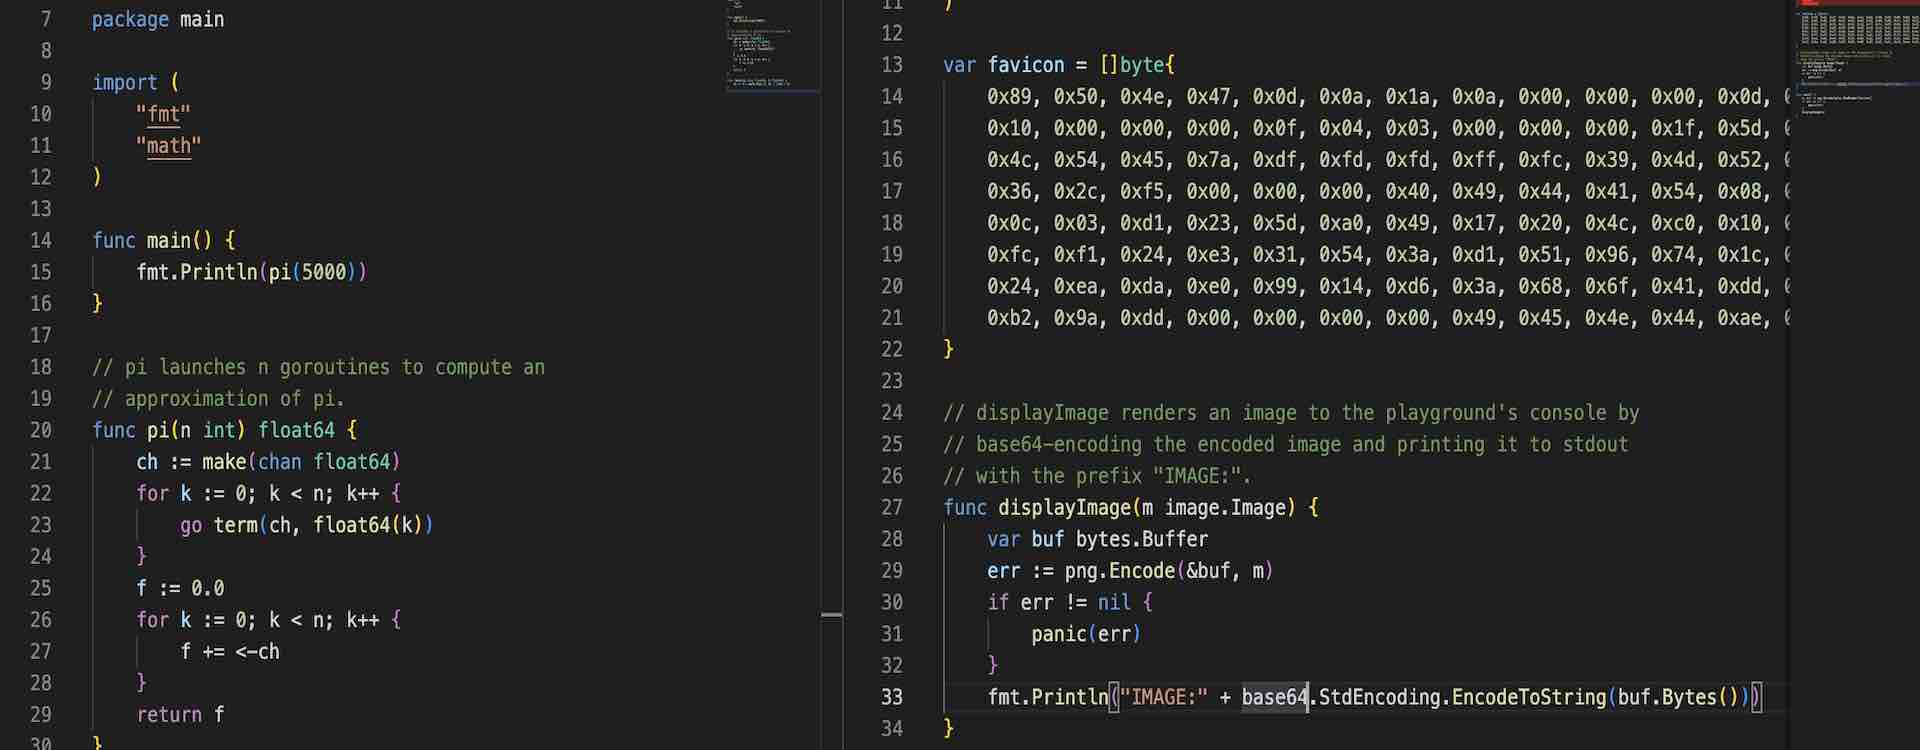 7 package main
8
9 import (
10 "fmt"
11 "math"
12 )
13
14 func main() {
15 fmt.Println(pi(5000))
16 }
17
18 // pi launches n goroutines to compute an
19 // approximation of pi.
20 func pi(n int) float64 {
21 ch := make(chan float64)
22 for k := 0; k < n; k++ {
23 go term(ch, float64(k))
24 }
25 f := 0.0
26 for k := 0; k < n; k++ {
27 f += <-ch
28 }
29 return f
30 }
11 )
12
13 var favicon = []byte{
14 0x89, 0x50, 0x4e, 0x47, 0x0d, 0x0a, 0x1a, 0x0a, 0x00, 0x00, 0x00, 0x0d,
15 0x10, 0x00, 0x00, 0x00, 0x0f, 0x04, 0x03, 0x00, 0x00, 0x00, 0x1f, 0x5d,
16 0x4c, 0x54, 0x45, 0x7a, 0xdf, 0xfd, 0xfd, 0xff, 0xfc, 0x39, 0x4d, 0x52,
17 0x36, 0x2c, 0xf5, 0x00, 0x00, 0x00, 0x40, 0x49, 0x44, 0x41, 0x54, 0x08,
18 0x0c, 0x03, 0xd1, 0x23, 0x5d, 0xa0, 0x49, 0x17, 0x20, 0x4c, 0xc0, 0x10,
19 0xfc, 0xf1, 0x24, 0xe3, 0x31, 0x54, 0x3a, 0xd1, 0x51, 0x96, 0x74, 0x1c,
20 0x24, 0xea, 0xda, 0xe0, 0x99, 0x14, 0xd6, 0x3a, 0x68, 0x6f, 0x41, 0xdd,
21 0xb2, 0x9a, 0xdd, 0x00, 0x00, 0x00, 0x00, 0x49, 0x45, 0x4e, 0x44, 0xae,
22 }
23
24 // displayImage renders an image to the playground's console by
25 // base64-encoding the encoded image and printing it to stdout
26 // with the prefix "IMAGE:".
27 func displayImage(m image.Image) {
28 var buf bytes.Buffer
29 err := png.Encode(&buf, m)
30 if err != nil {
31 panic(err)
32 }
33 fmt.Println("IMAGE:" + base64.StdEncoding.EncodeToString(buf.Bytes()))
34 }